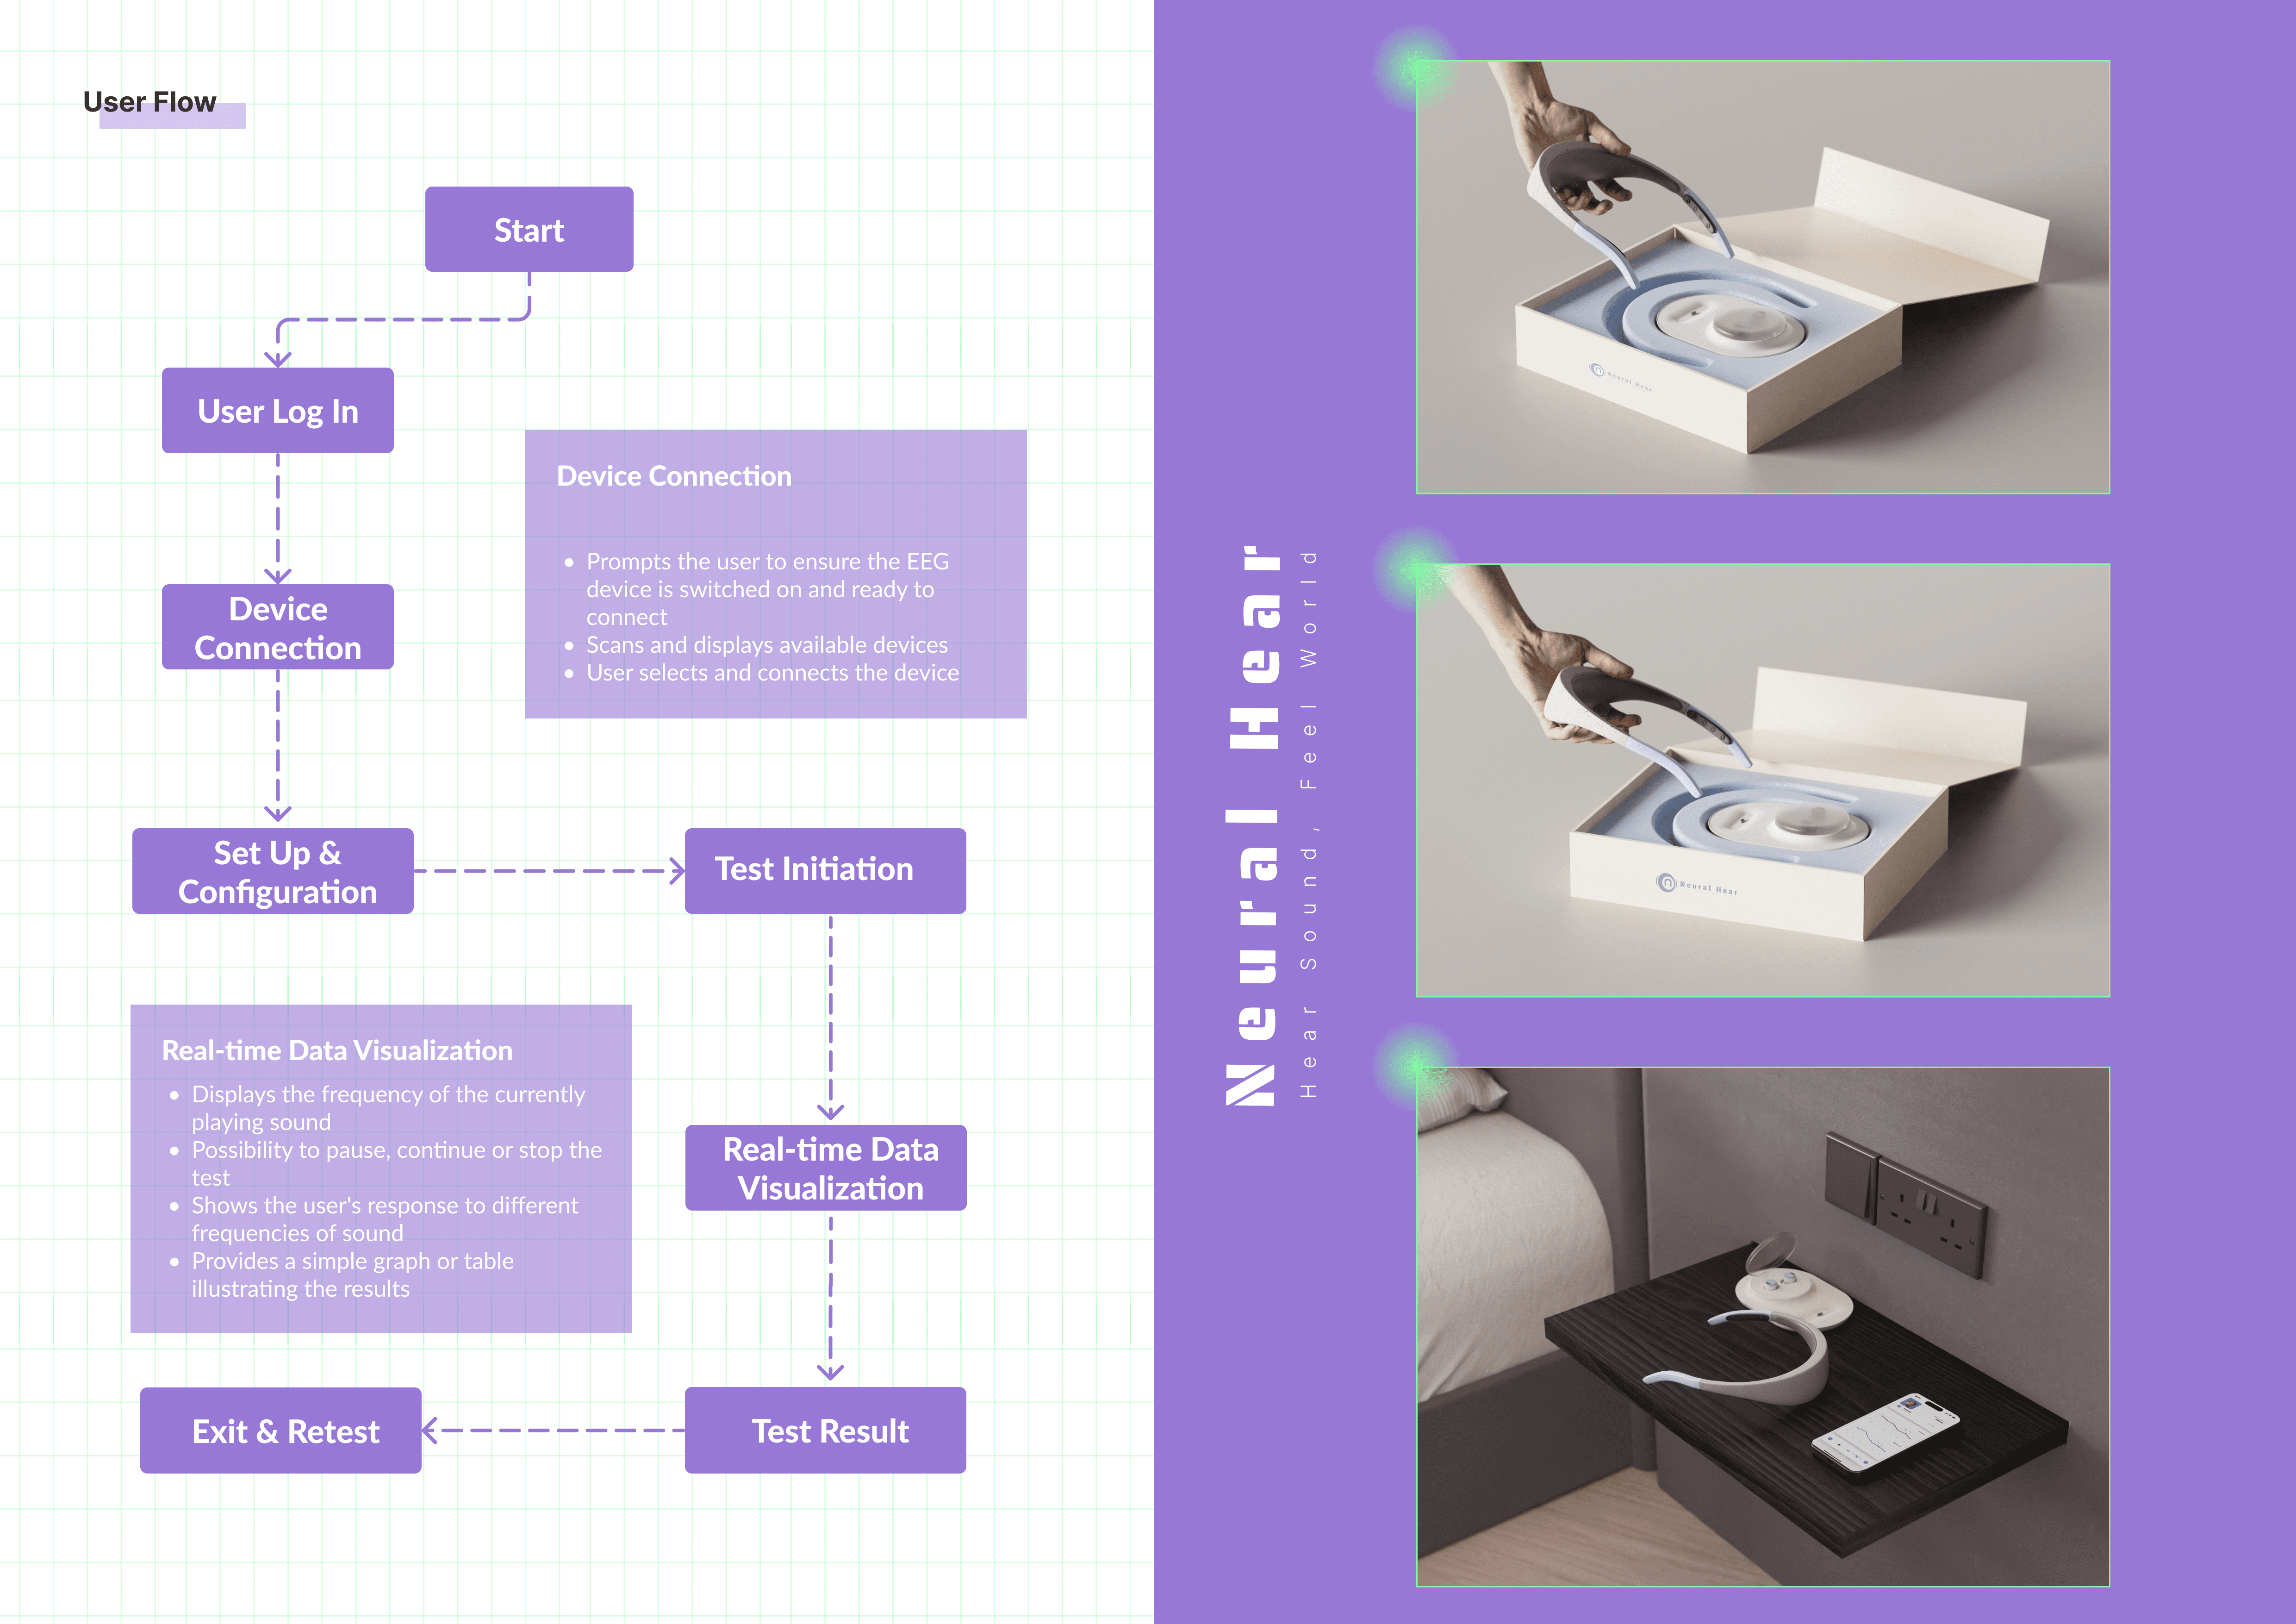 User Flow
Start
User Log In
Device
Connection
Device Connection
• Prompts the user to ensure the EEG
device is switched on and ready to
connect
• Scans and displays available devices
• User selects and connects the device
Set Up &
Configuration
Test Initiation
Real-time Data Visualization
• Displays the frequency of the currently
playing sound
• Possibility to pause, continue or stop the
test
• Shows the user's response to different
frequencies of sound
• Provides a simple graph or table
illustrating the results
Real-time Data
Visualization
Exit & Retest
Test Result
Neural Hear
Hear Sound, Feel World
Neural Hear
Neural Hear